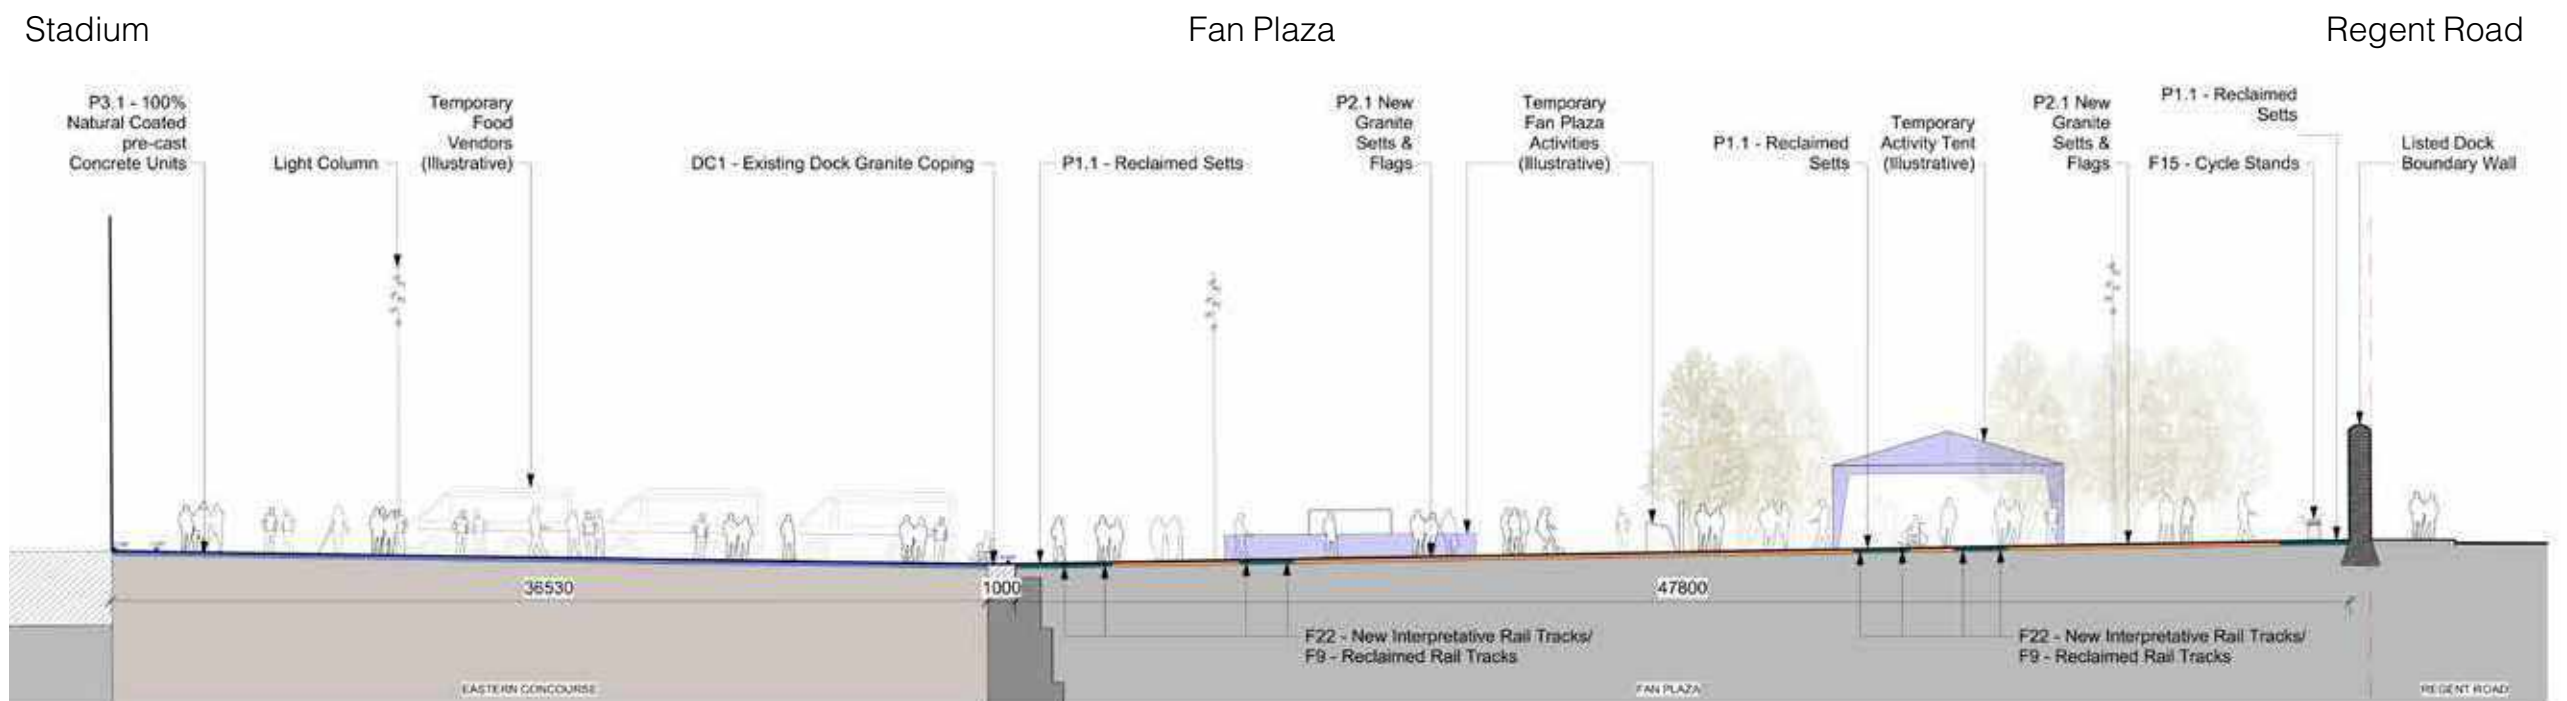 Stadium
Fan Plaza
Regent Road
P3.1 - 100%
Natural Coated
pre-cast
Concrete Units
Light Column
Temporary
Food
Vendors
(Illustrative)
DC1 - Existing Dock Granite Coping
P1.1 - Reclaimed Setts
P2.1 New
Granite
Setts &
Flags
Temporary
Fan Plaza
Activities
(Illustrative)
P1.1 - Reclaimed
Setts
Temporary
Activity Tent
(Illustrative)
P2.1 New
Granite
Setts &
Flags
P1.1 - Reclaimed
Setts
F15 - Cycle Stands
Listed Dock
Boundary Wall
36530
1000
47800
F22 - New Interpretative Rail Tracks/
F9 - Reclaimed Rail Tracks
F22 - New Interpretative Rail Tracks/
F9 - Reclaimed Rail Tracks
EASTERN CONCOURSE
FAN PLAZA
REGENT ROAD